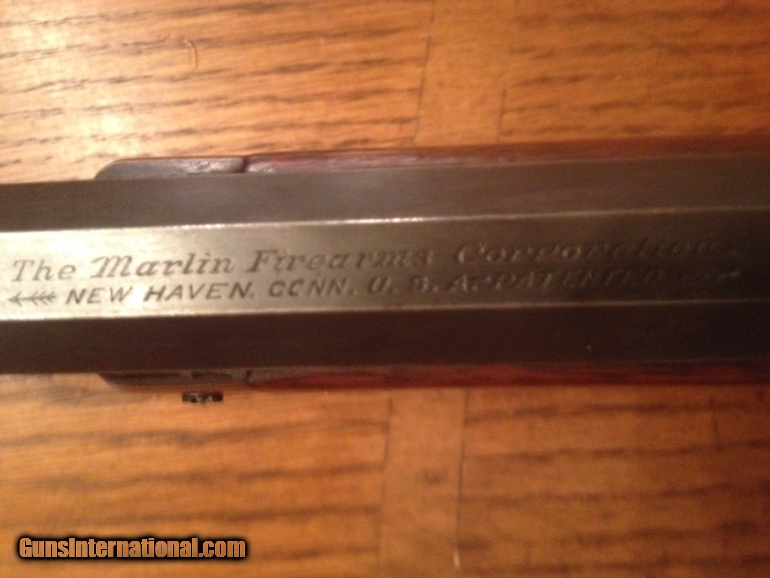 The Marlin Firearms Corporation.
NEW HAVEN. CONN. U.S.A. PATENTED
GunsInternational.com